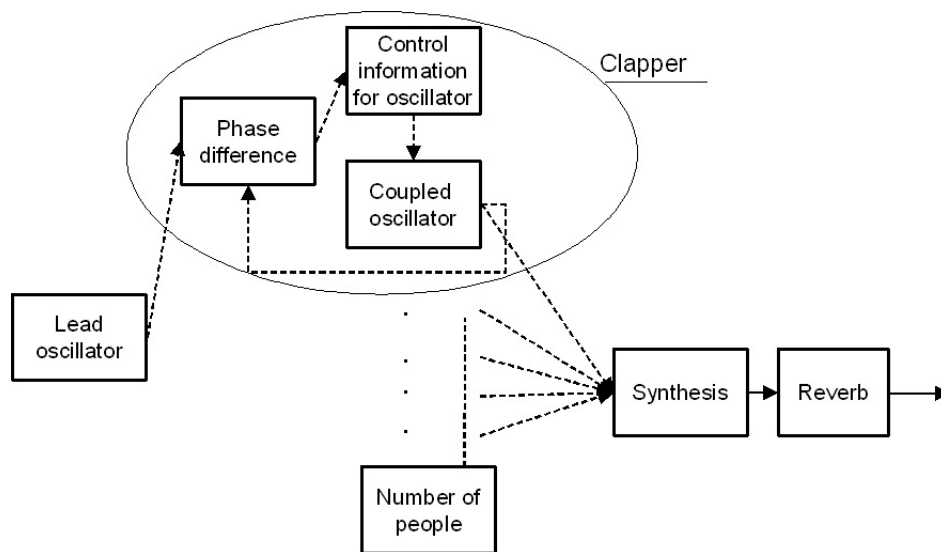 Control
information
for oscillator
Clapper
Phase
difference
Coupled
oscillator
Lead
oscillator
Synthesis
Reverb
Number of
people